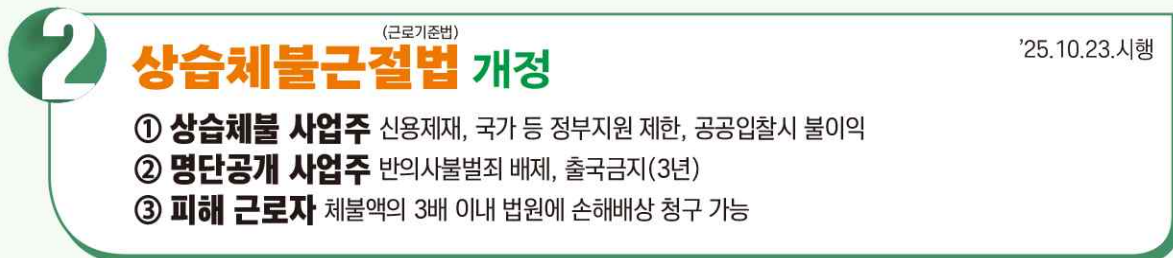 2
(근로기준법)
상습체불근절법 개정
'25.10.23.시행
① 상습체불 사업주 신용제재, 국가 등 정부지원 제한, 공공입찰시 불이익
② 명단공개 사업주 반의사불벌죄 배제, 출국금지(3년)
③ 피해 근로자 체불액의 3배 이내 법원에 손해배상 청구 가능